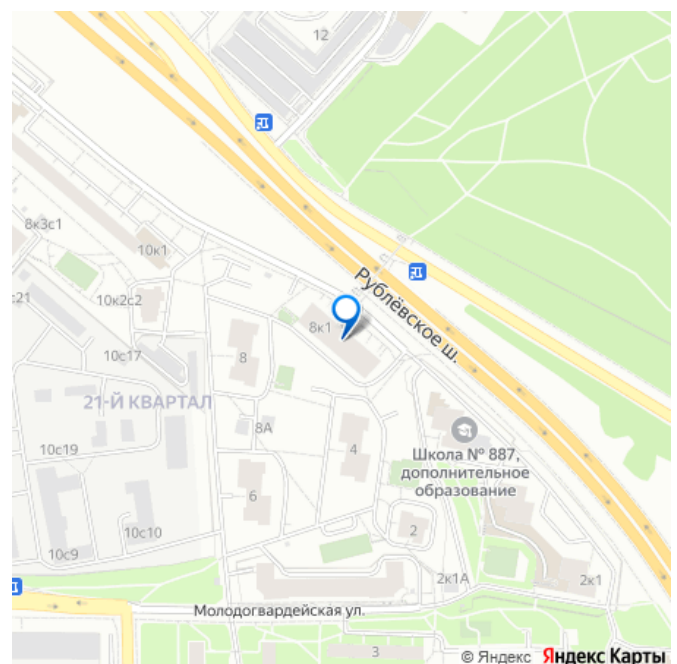 12
8к3с1
10к1
с21
10к2с2
Рублёвское ш.
8к1
10с17
8
21-Й КВАРТАЛ
8А
10с19
4
Школа № 887,
дополнительное
образование
6
10с10
2
10с9
2к1А
2к1
Молодогвардейская ул.
3
© Яндекс Яндекс Карты